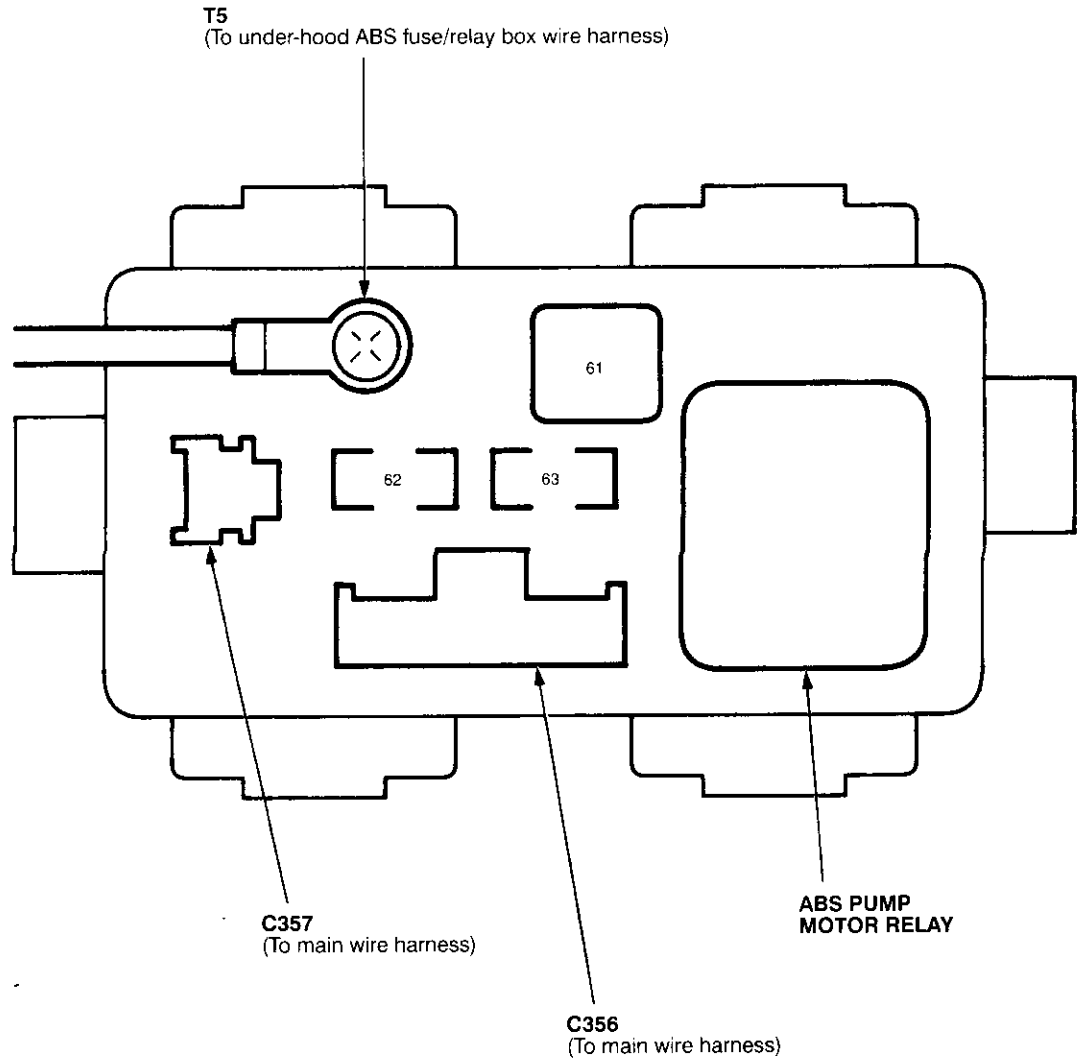 T5
(To under-hood ABS fuse/relay box wire harness)
61
62
63
C357
(To main wire harness)
ABS PUMP
MOTOR RELAY
C356
(To main wire harness)